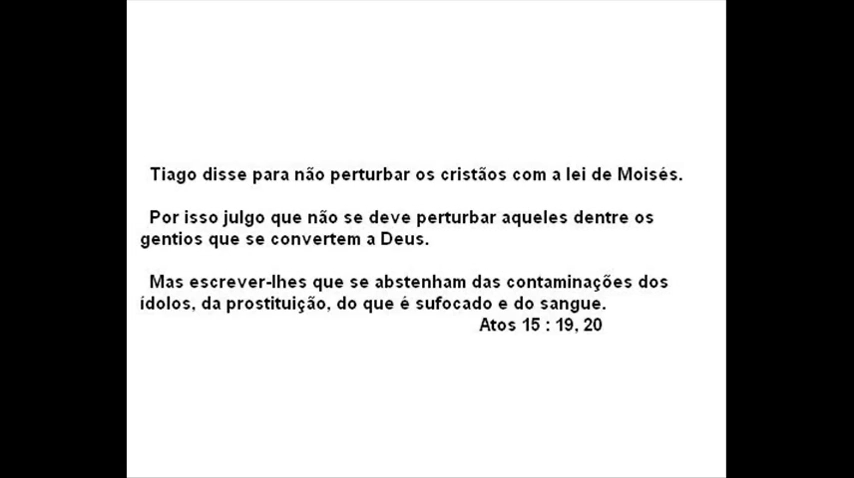 Tiago disse para não perturbar os cristãos com a lei de Moisés.
Por isso julgo que não se deve perturbar aqueles dentre os
gentios que se convertem a Deus.
Mas escrever-lhes que se abstenham das contaminações dos
ídolos, da prostituição, do que é sufocado e do sangue.
Atos 15 : 19, 20